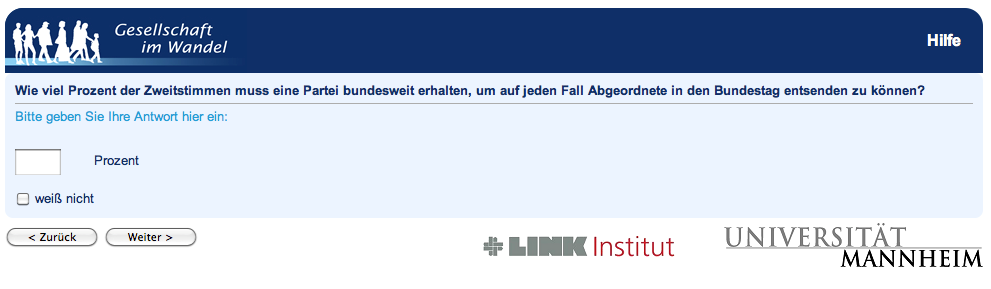 Gesellschaft
im Wandel
Hilfe
Wie viel Prozent der Zweitstimmen muss eine Partei bundesweit erhalten, um auf jeden Fall Abgeordnete in den Bundestag entsenden zu können?
Bitte geben Sie Ihre Antwort hier ein:
Prozent
weiß nicht
< Zurück Weiter >
LINK Institut
UNIVERSITÄT
MANNHEIM